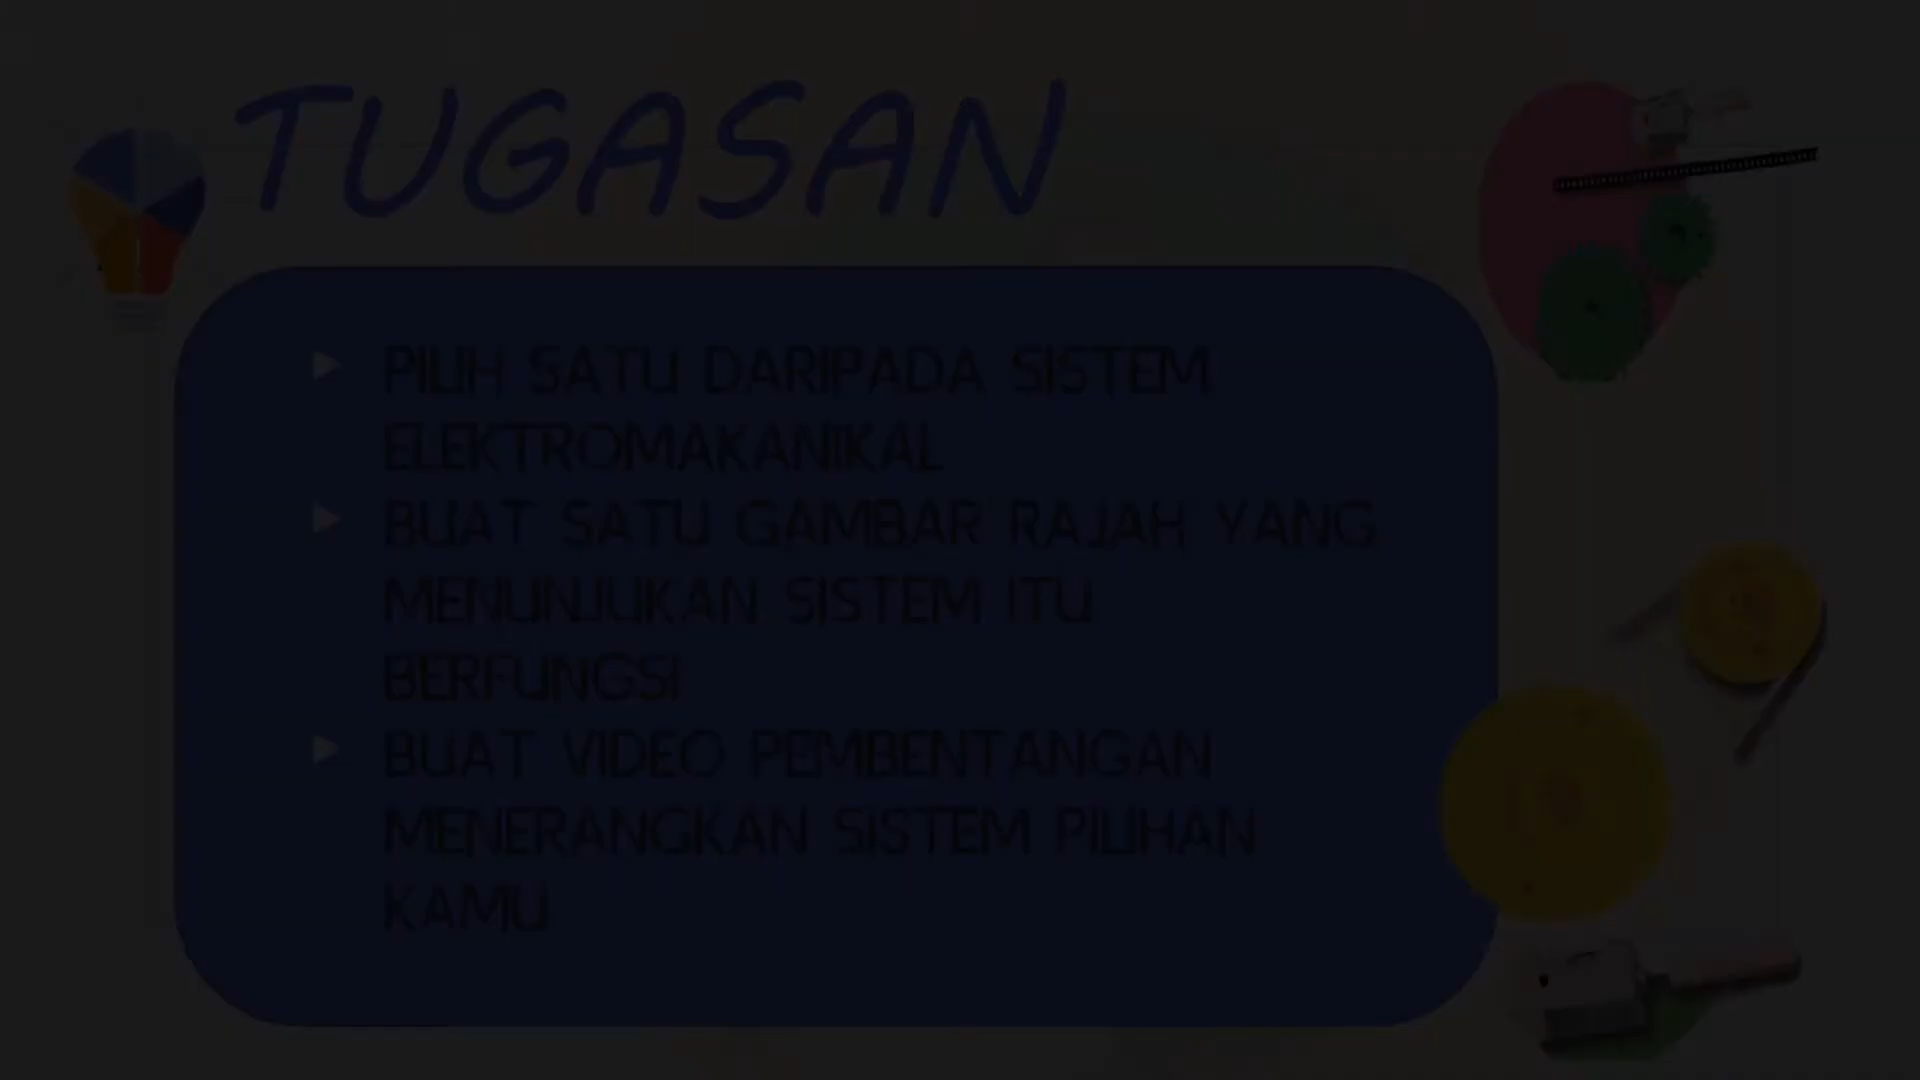 TUGASAN
PILIH SATU DARIPADA SISTEM
ELEKTROMAKANIKAL
BUAT SATU GAMBAR RAJAH YANG
MENUNJUKAN SISTEM ITU
BERFUNGSI
BUAT VIDEO PEMBENTANGAN
MENERANGKAN SISTEM PILIHAN
KAMU